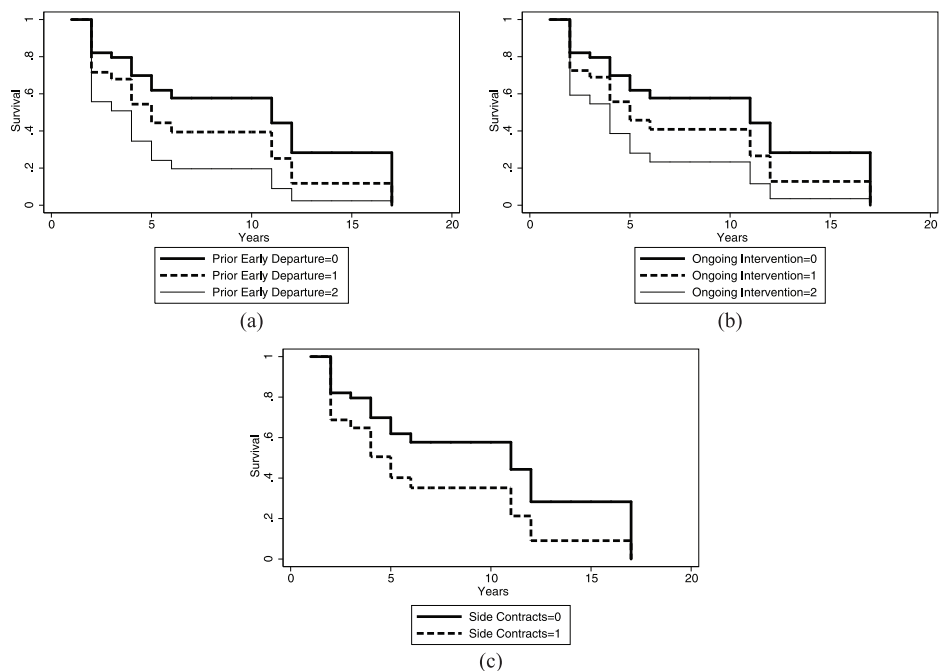 1
.8
.6
.4
.2
0
Survival
0 5 10 15 20
Years
Prior Early Departure=0
Prior Early Departure=1
Prior Early Departure=2
(a)
1
.8
.6
.4
.2
0
Survival
0 5 10 15 20
Years
Ongoing Intervention=0
Ongoing Intervention=1
Ongoing Intervention=2
(b)
1
.8
.6
.4
.2
0
Survival
0 5 10 15 20
Years
Side Contracts=0
Side Contracts=1
(c)